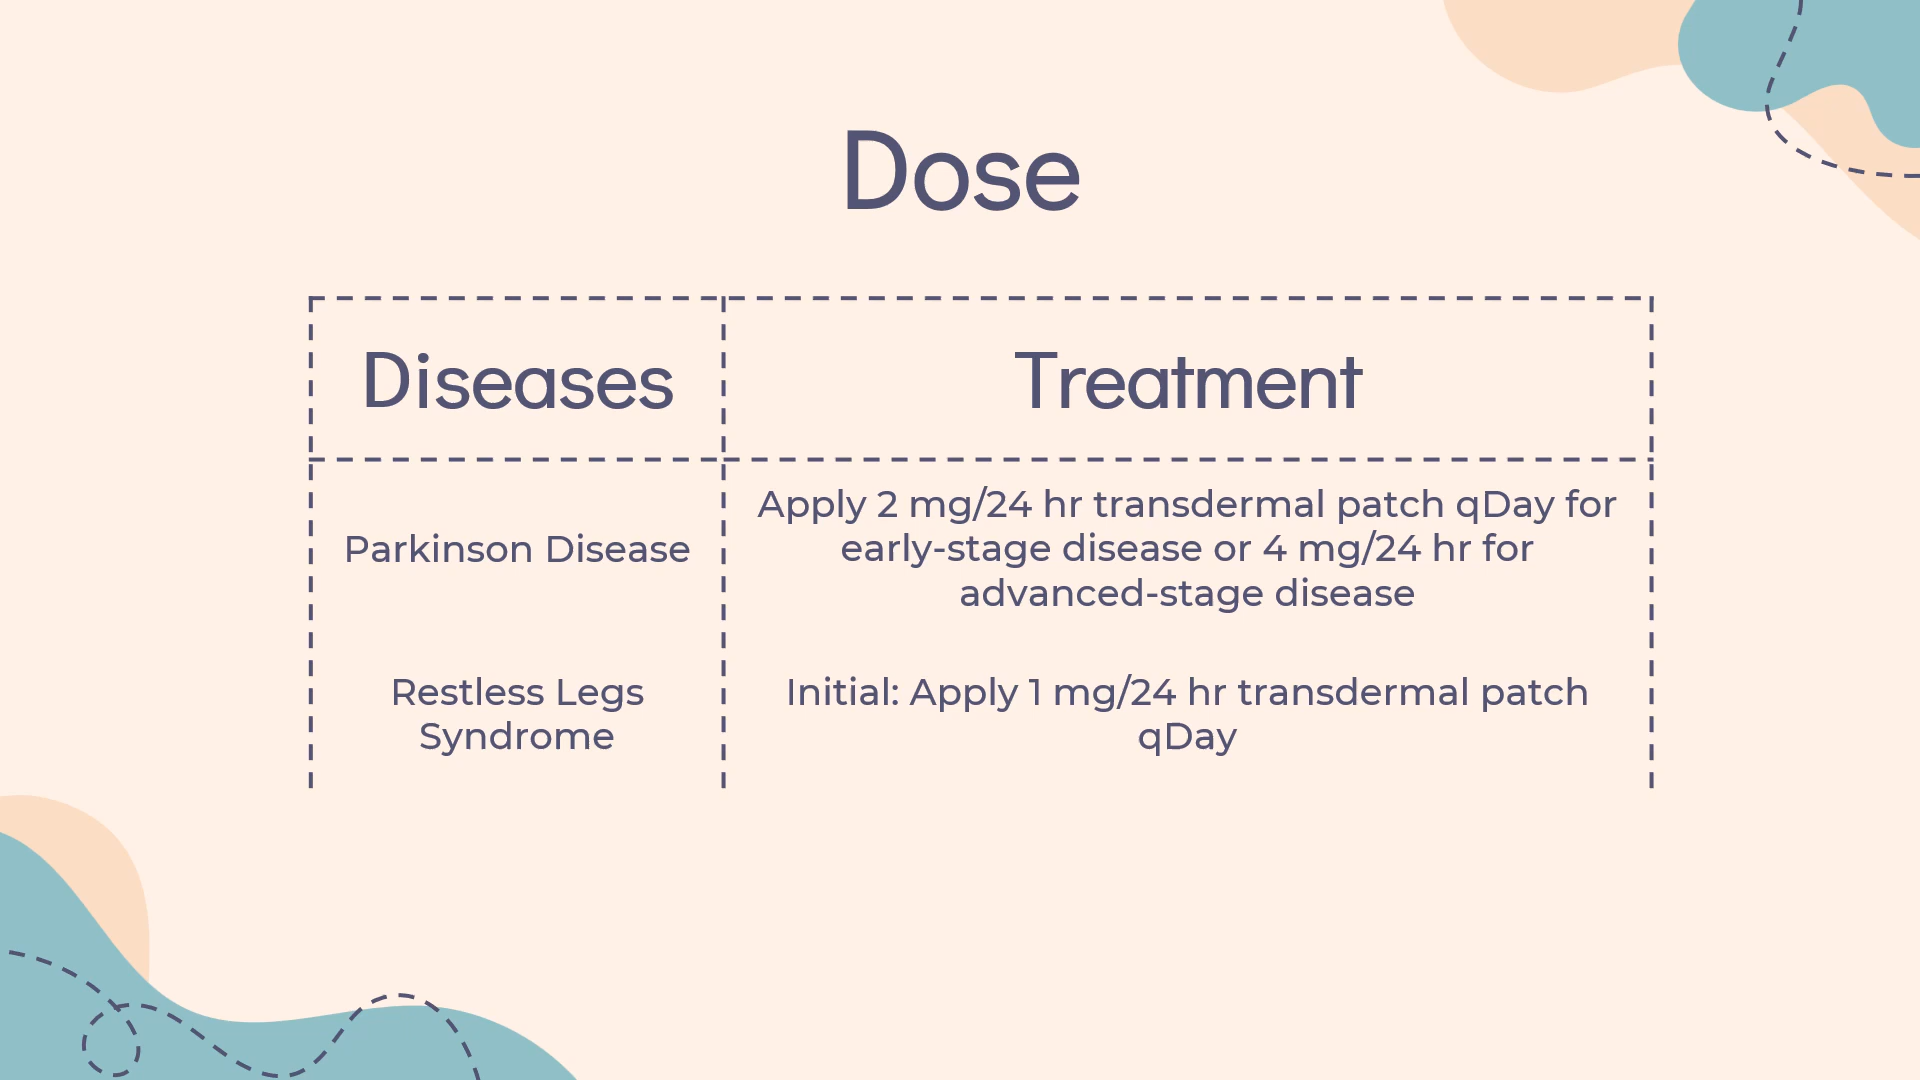 Dose
Diseases
Treatment
Parkinson Disease
Apply 2 mg/24 hr transdermal patch qDay for
early-stage disease or 4 mg/24 hr for
advanced-stage disease
Restless Legs
Syndrome
Initial: Apply 1 mg/24 hr transdermal patch
qDay